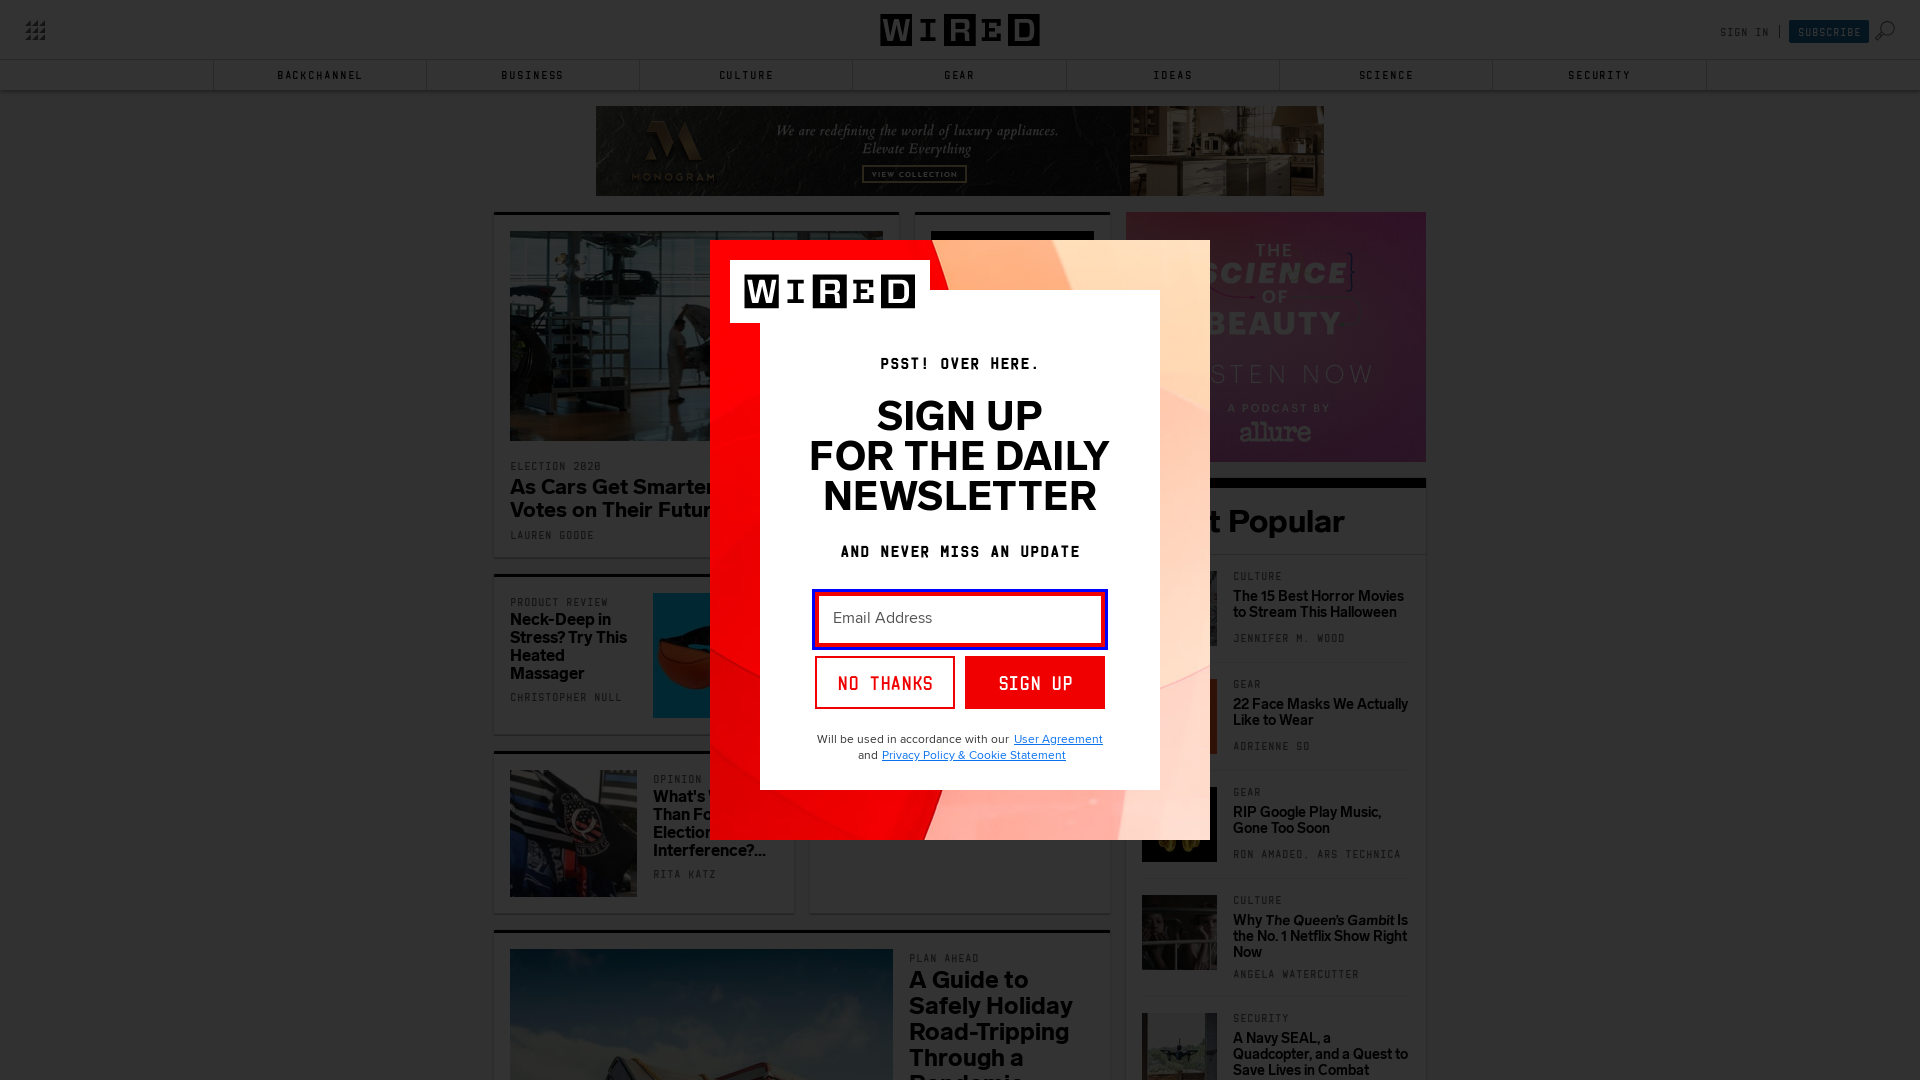 WIRED
SIGN IN
SUBSCRIBE
BACKCHANNEL
BUSINESS
CULTURE
GEAR
IDEAS
SCIENCE
SECURITY
MONOGRAM
We are redefining the world of luxury appliances.
Elevate Everything
VIEW COLLECTION
ELECTION 2020
As Cars Get Smarter
Votes on Their Futur
LAUREN GOODE
PRODUCT REVIEW
Neck-Deep in
Stress? Try This
Heated
Massager
CHRISTOPHER NULL
OPINION
What's
Than Fo
Election
Interference?...
RITA KATZ
PLAN AHEAD
A Guide to
Safely Holiday
Road-Tripping
Through a
Pandemic
WIRED
PSST! OVER HERE.
SIGN UP
FOR THE DAILY
NEWSLETTER
AND NEVER MISS AN UPDATE
Email Address
NO THANKS
SIGN UP
Will be used in accordance with our User Agreement
and Privacy Policy & Cookie Statement
THE
SCIENCE
OF
BEAUTY
STEN NOW
A PODCAST BY
allure
t Popular
CULTURE
The 15 Best Horror Movies
to Stream This Halloween
JENNIFER M. WOOD
GEAR
22 Face Masks We Actually
Like to Wear
ADRIENNE SO
GEAR
RIP Google Play Music,
Gone Too Soon
RON AMADEO, ARS TECHNICA
CULTURE
Why The Queen's Gambit Is
the No. 1 Netflix Show Right
Now
ANGELA WATERCUTTER
SECURITY
A Navy SEAL, a
Quadcopter, and a Quest to
Save Lives in Combat